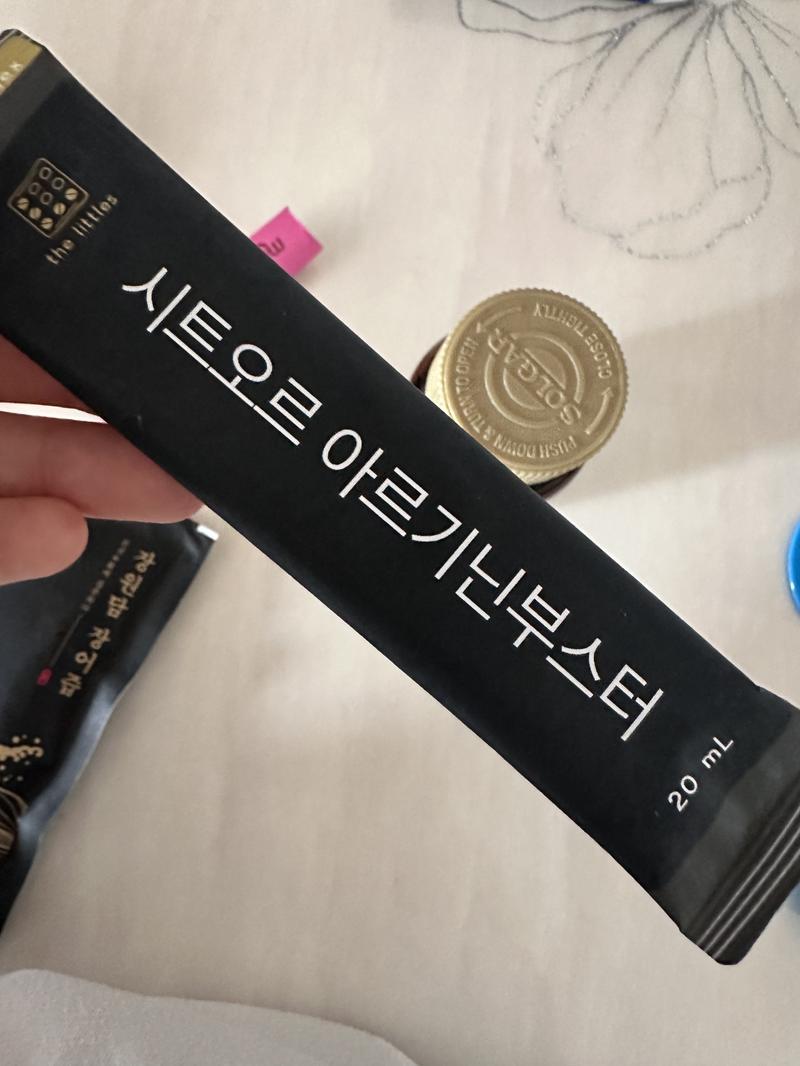 the littles
시트오르 아르기닌부스터
20 mL
SOLGAR
PUSH DOWN & TURN TO OPEN
CLOSE TIGHTLY